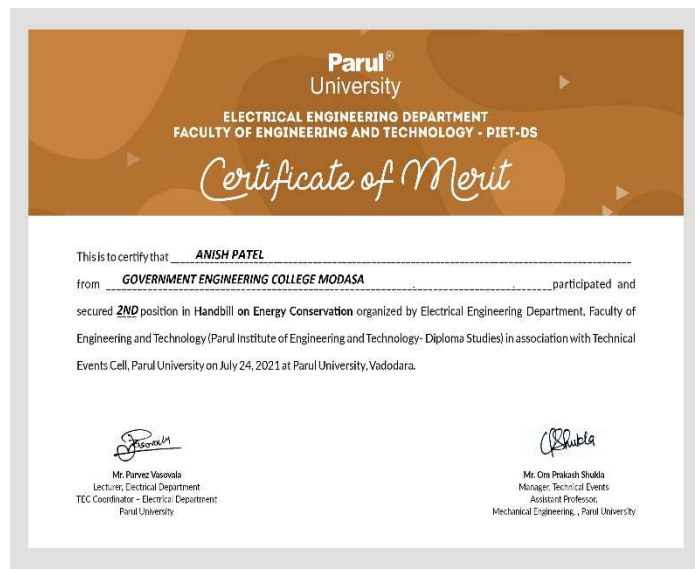 Parul®
University
ELECTRICAL ENGINEERING DEPARTMENT
FACULTY OF ENGINEERING AND TECHNOLOGY - PIET-DS
Certificate of Merit
This is to certify that ANISH PATEL
from GOVERNMENT ENGINEERING COLLEGE MODASA participated and
secured 2ND position in Handbill on Energy Conservation organized by Electrical Engineering Department, Faculty of
Engineering and Technology (Parul Institute of Engineering and Technology- Diploma Studies) in association with Technical
Events Cell, Parul University on July 24, 2021 at Parul University, Vadodara.
PVasovala
OPShukla
Mr. Parvez Vasovala
Lecturer, Electrical Department
TEC Coordinator – Electrical Department
Parul University
Mr. Om Prakash Shukla
Manager, Technical Events
Assistant Professor,
Mechanical Engineering, , Parul University